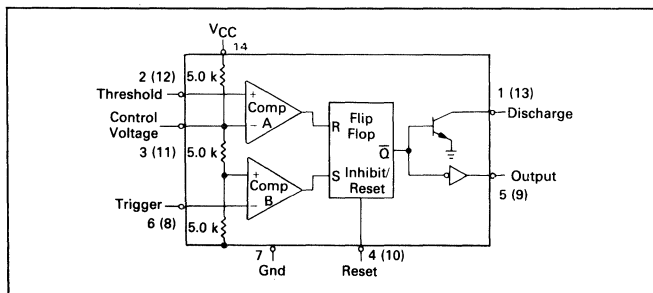 VCC
14
2 (12) 5.0 k
Threshold
+
Comp
A
–
Control
Voltage
3 (11) 5.0 k
+
Comp
B
–
Trigger
6 (8) 5.0 k
R Flip
Flop
Q̅
S Inhibit/
Reset
1 (13)
Discharge
Output
5 (9)
7
Gnd
4 (10)
Reset